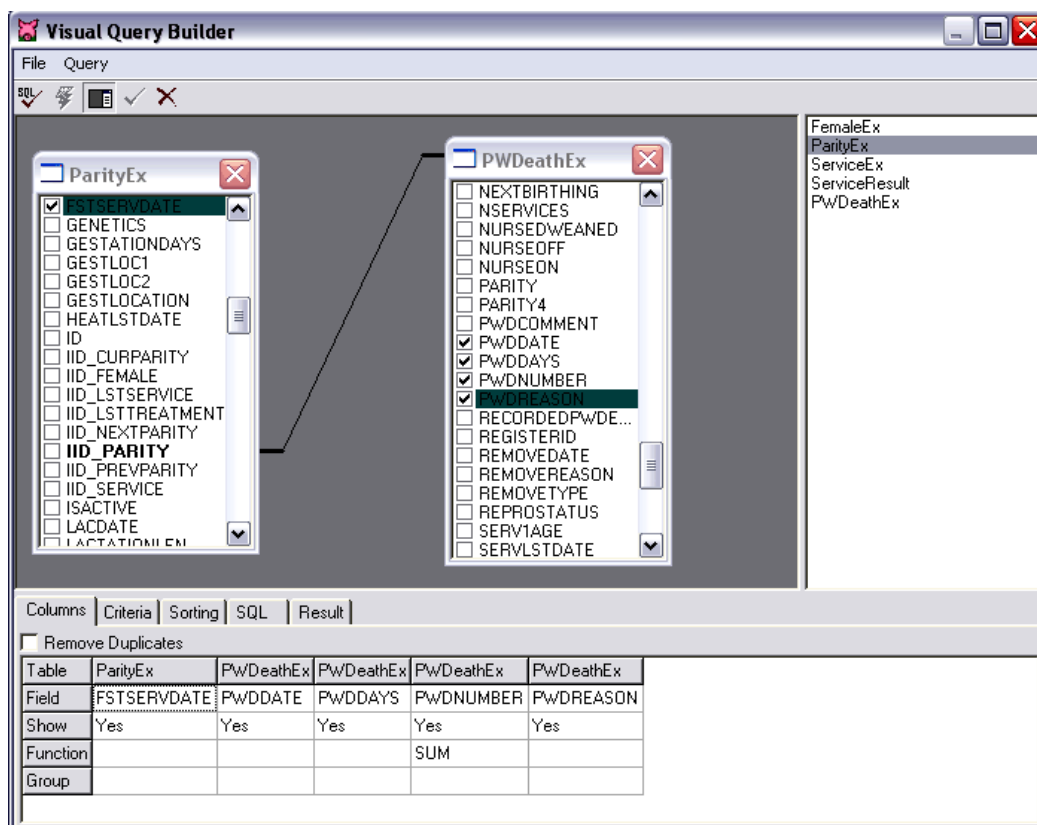 Visual Query Builder
File Query
SQL
ParityEx
FSTSERVDATE
GENETICS
GESTATIONDAYS
GESTLOC1
GESTLOC2
GESTLOCATION
HEATLSTDATE
ID
IID_CURPARITY
IID_FEMALE
IID_LSTSERVICE
IID_LSTTREATMENT
IID_NEXTPARITY
IID_PARITY
IID_PREVPARITY
IID_SERVICE
ISACTIVE
LACDATE
LACTATIONLEN
PWDeathEx
NEXTBIRTHING
NSERVICES
NURSEDWEANED
NURSEOFF
NURSEON
PARITY
PARITY4
PWDCOMMENT
PWDDATE
PWDDAYS
PWDNUMBER
PWDREASON
RECORDEDPWDE...
REGISTERID
REMOVEDATE
REMOVEREASON
REMOVETYPE
REPROSTATUS
SERV1AGE
SERVLSTDATE
FemaleEx
ParityEx
ServiceEx
ServiceResult
PWDeathEx
Columns Criteria Sorting SQL Result
Remove Duplicates
Table ParityEx PWDeathEx PWDeathEx PWDeathEx PWDeathEx
Field FSTSERVDATE PWDDATE PWDDAYS PWDNUMBER PWDREASON
Show Yes Yes Yes Yes Yes
Function SUM
Group